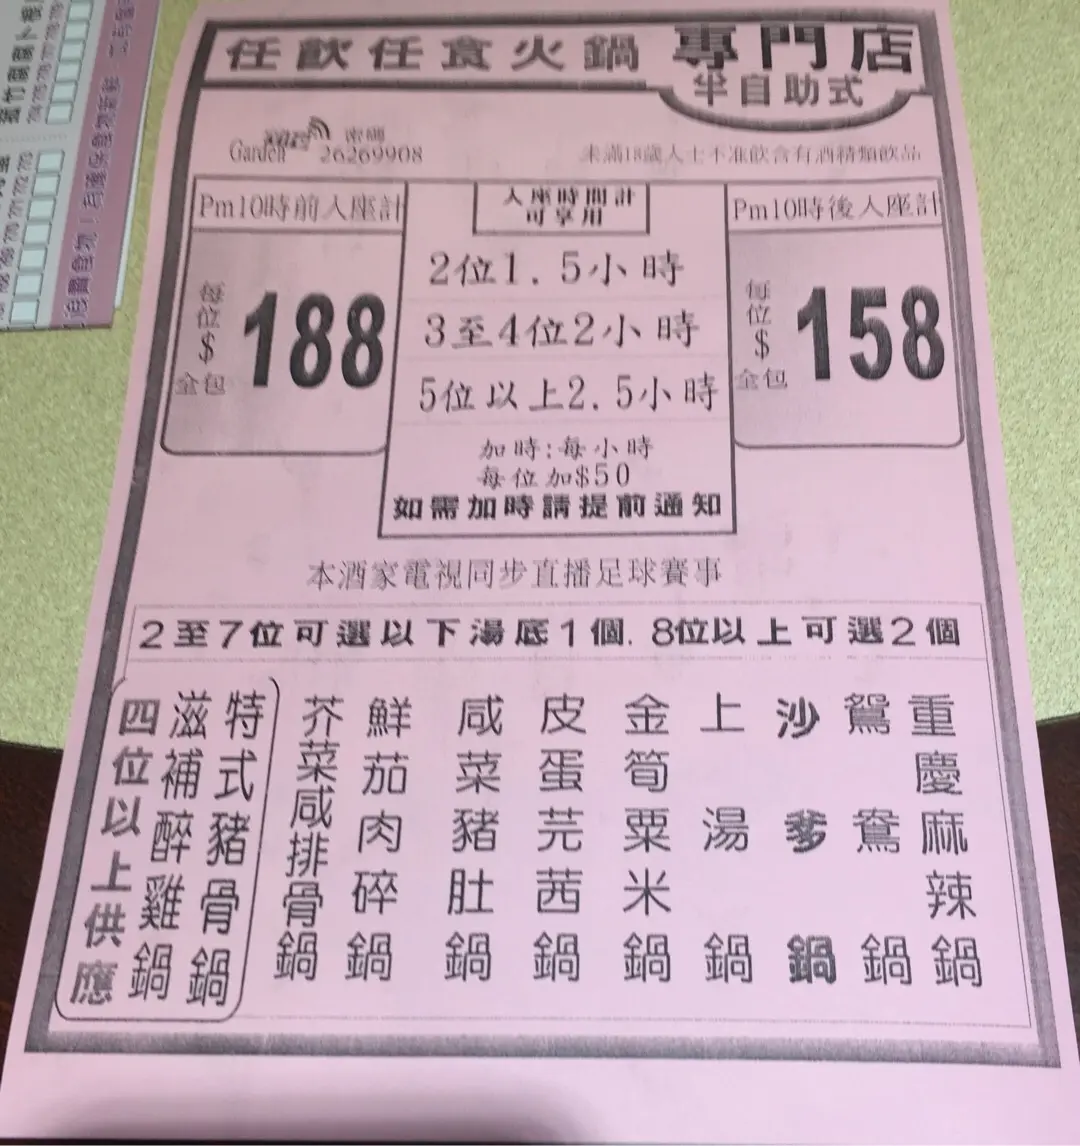 任飲任食火鍋 專門店
半自助式
Garden 密碼 26269908
未滿18歲人士不准飲含有酒精類飲品
Pm10時前入座計
每位$ 188
全包
入座時間計
可享用
2位1.5小時
3至4位2小時
5位以上2.5小時
加時:每小時
每位加$50
如需加時請提前通知
Pm10時後入座計
每位$ 158
全包
本酒家電視同步直播足球賽事
2至7位可選以下湯底1個. 8位以上可選2個
重慶麻辣鍋
鴛鴦鍋
沙爹鍋
上湯鍋
金筍粟米鍋
皮蛋芫茜鍋
咸菜豬肚鍋
鮮茄肉碎鍋
芥菜咸排骨鍋
特式豬骨鍋
滋補醉雞鍋
四位以上供應